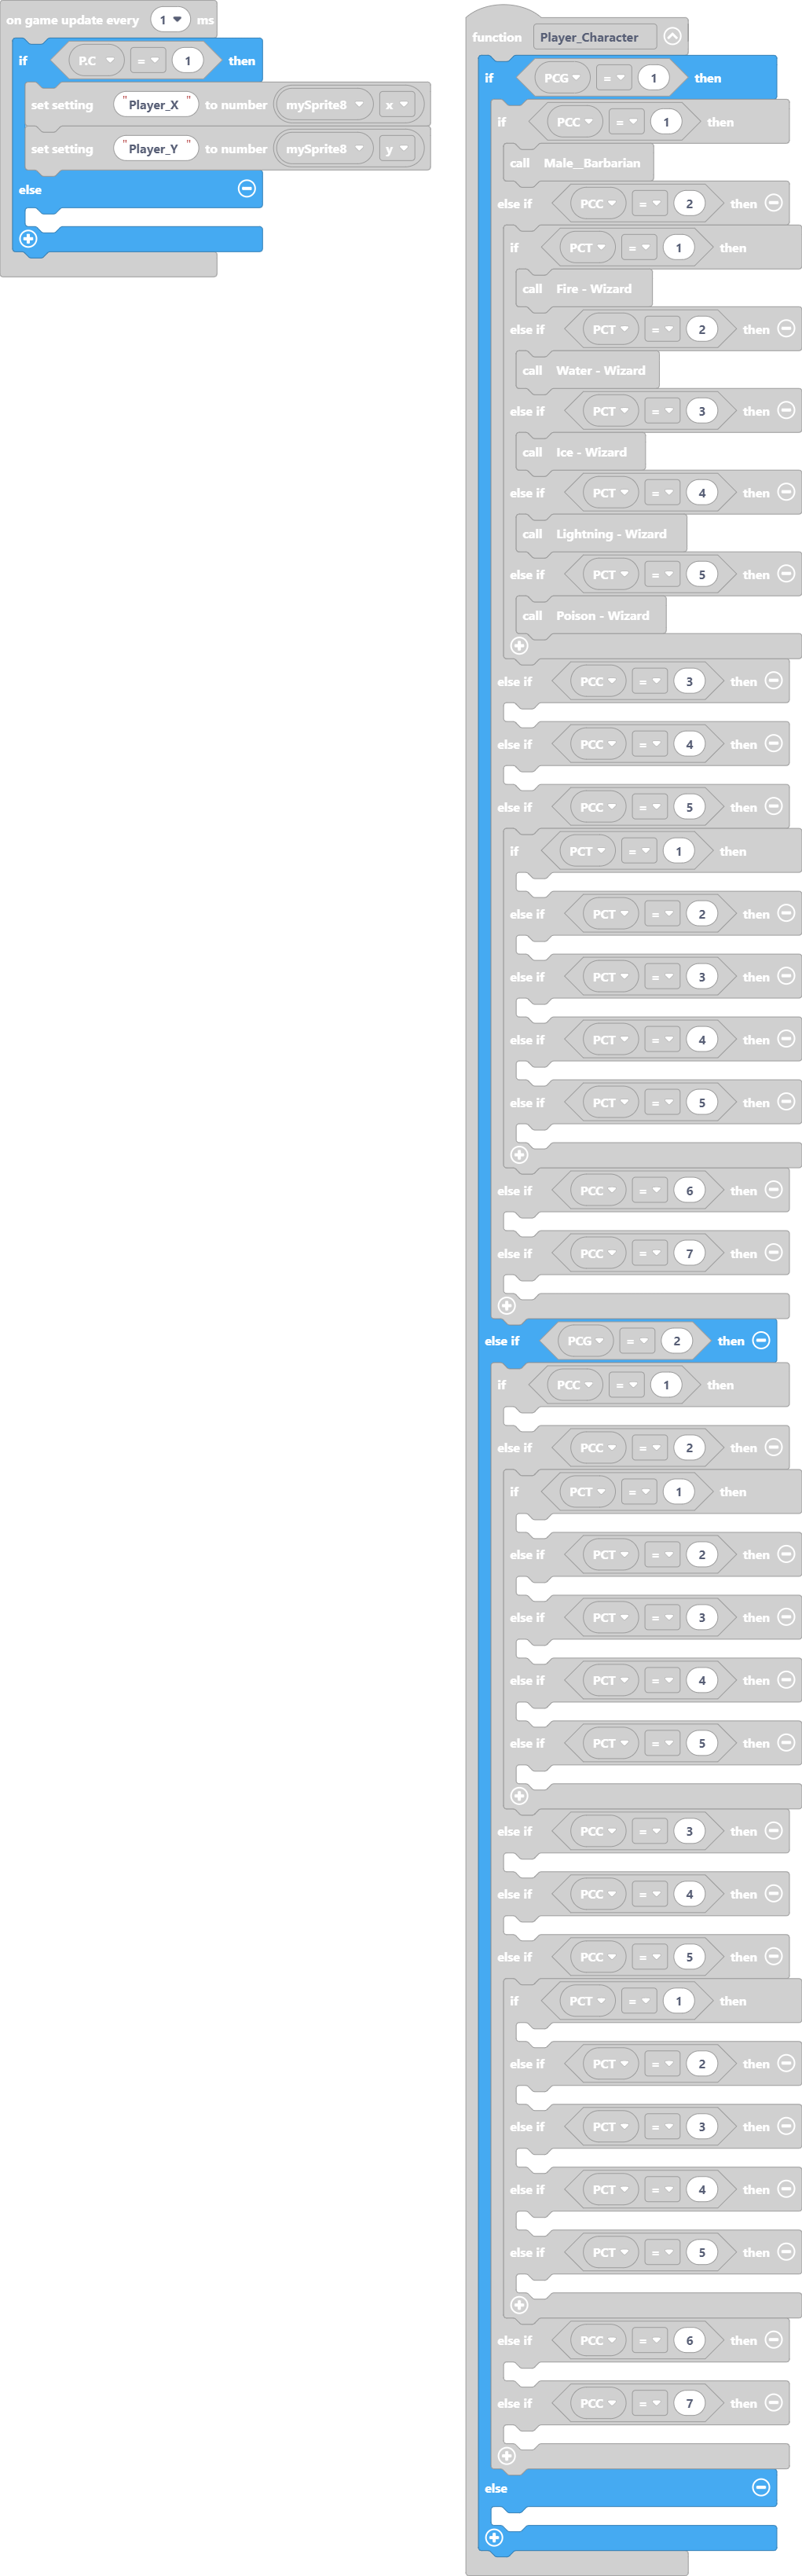 on game update every 1 ms
if P.C = 1 then
set setting "Player_X" to number mySprite8 x
set setting "Player_Y" to number mySprite8 y
else
function Player_Character
if PCG = 1 then
if PCC = 1 then
call Male__Barbarian
else if PCC = 2 then
if PCT = 1 then
call Fire - Wizard
else if PCT = 2 then
call Water - Wizard
else if PCT = 3 then
call Ice - Wizard
else if PCT = 4 then
call Lightning - Wizard
else if PCT = 5 then
call Poison - Wizard
else if PCC = 3 then
else if PCC = 4 then
else if PCC = 5 then
if PCT = 1 then
else if PCT = 2 then
else if PCT = 3 then
else if PCT = 4 then
else if PCT = 5 then
else if PCC = 6 then
else if PCC = 7 then
else if PCG = 2 then
if PCC = 1 then
else if PCC = 2 then
if PCT = 1 then
else if PCT = 2 then
else if PCT = 3 then
else if PCT = 4 then
else if PCT = 5 then
else if PCC = 3 then
else if PCC = 4 then
else if PCC = 5 then
if PCT = 1 then
else if PCT = 2 then
else if PCT = 3 then
else if PCT = 4 then
else if PCT = 5 then
else if PCC = 6 then
else if PCC = 7 then
else